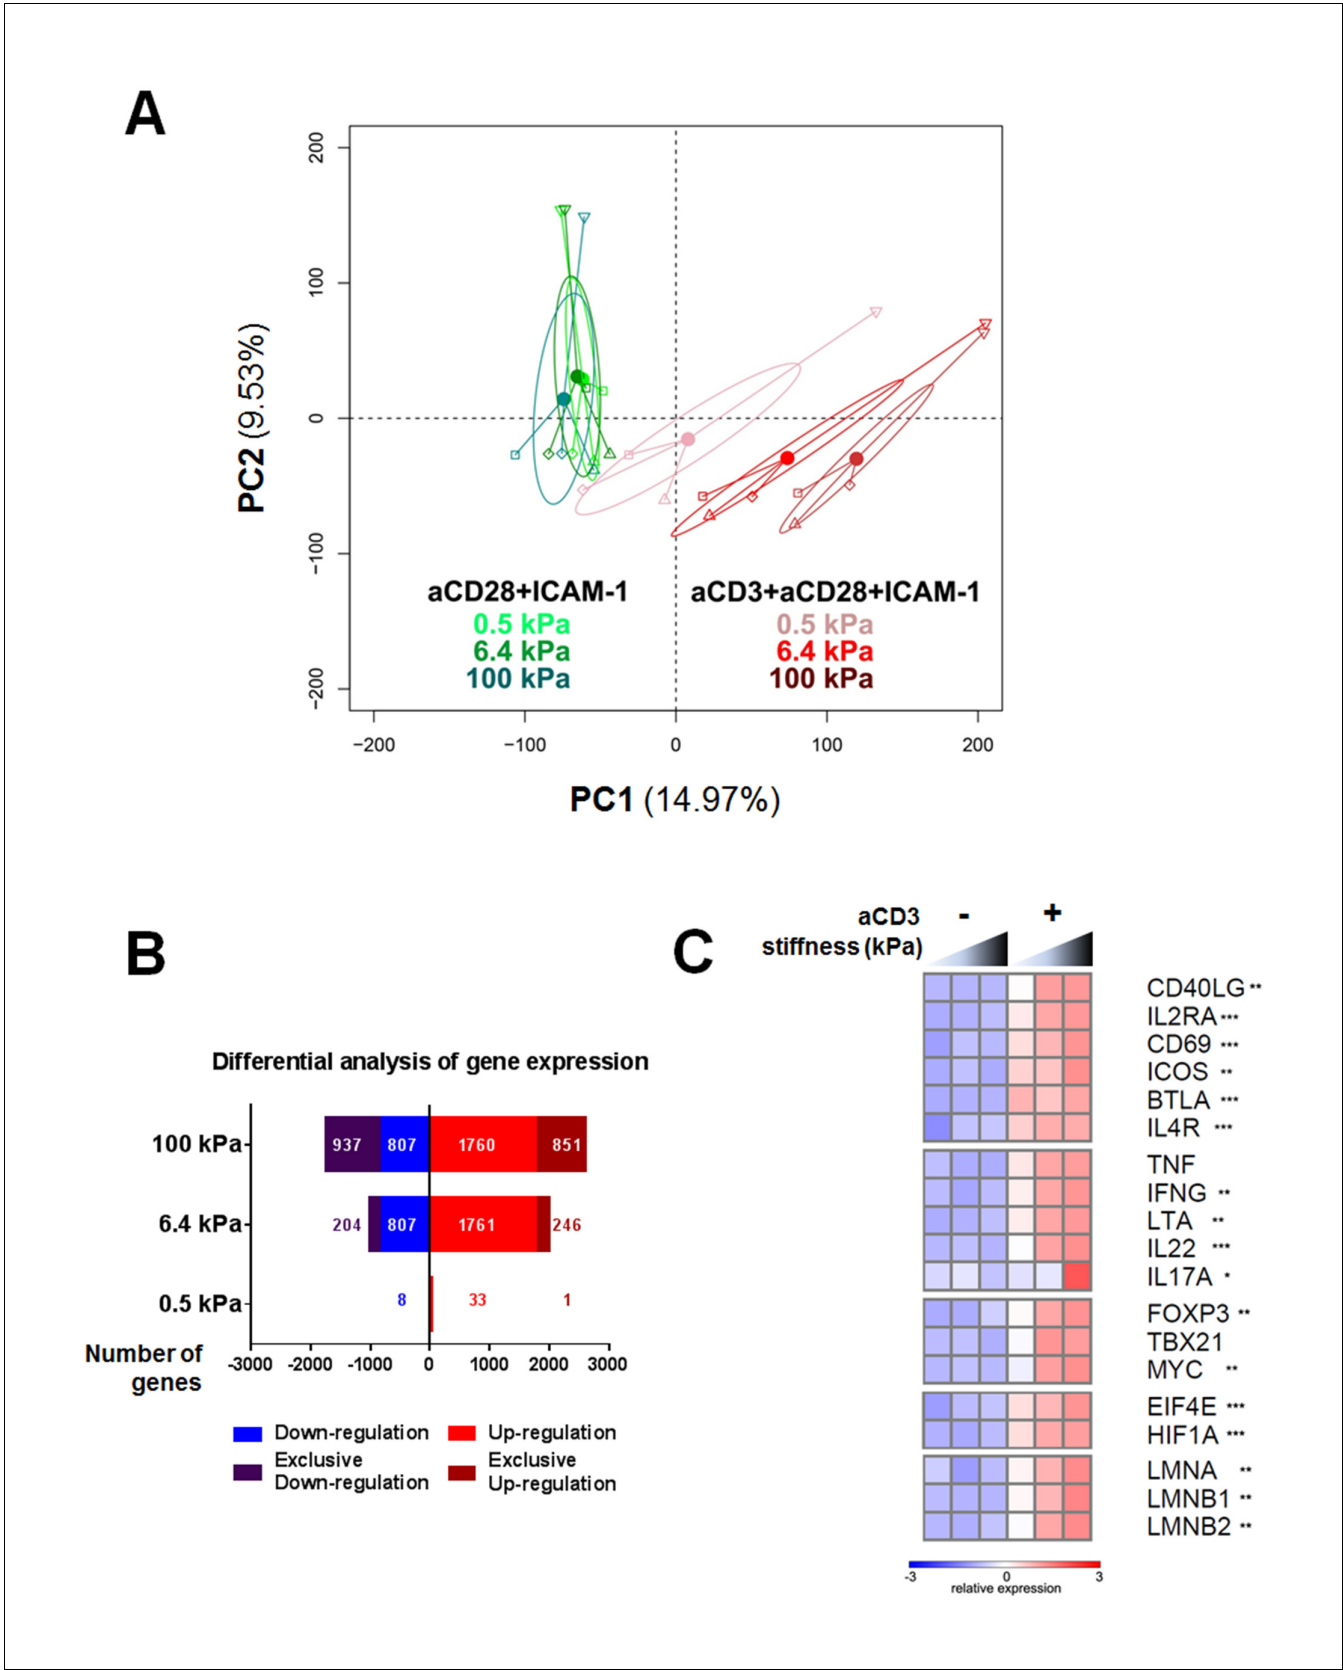 A
200
100
0
−100
−200
PC2 (9.53%)
aCD28+ICAM-1
0.5 kPa
6.4 kPa
100 kPa
aCD3+aCD28+ICAM-1
0.5 kPa
6.4 kPa
100 kPa
−200 −100 0 100 200
PC1 (14.97%)
B
Differential analysis of gene expression
100 kPa 937 807 1760 851
6.4 kPa 204 807 1761 246
0.5 kPa 8 33 1
Number of
genes
-3000 -2000 -1000 0 1000 2000 3000
Down-regulation
Exclusive
Down-regulation
Up-regulation
Exclusive
Up-regulation
C
aCD3 - +
stiffness (kPa)
CD40LG **
IL2RA ***
CD69 ***
ICOS **
BTLA ***
IL4R ***
TNF
IFNG **
LTA **
IL22 ***
IL17A *
FOXP3 **
TBX21
MYC **
EIF4E ***
HIF1A ***
LMNA **
LMNB1 **
LMNB2 **
-3 0 3
relative expression